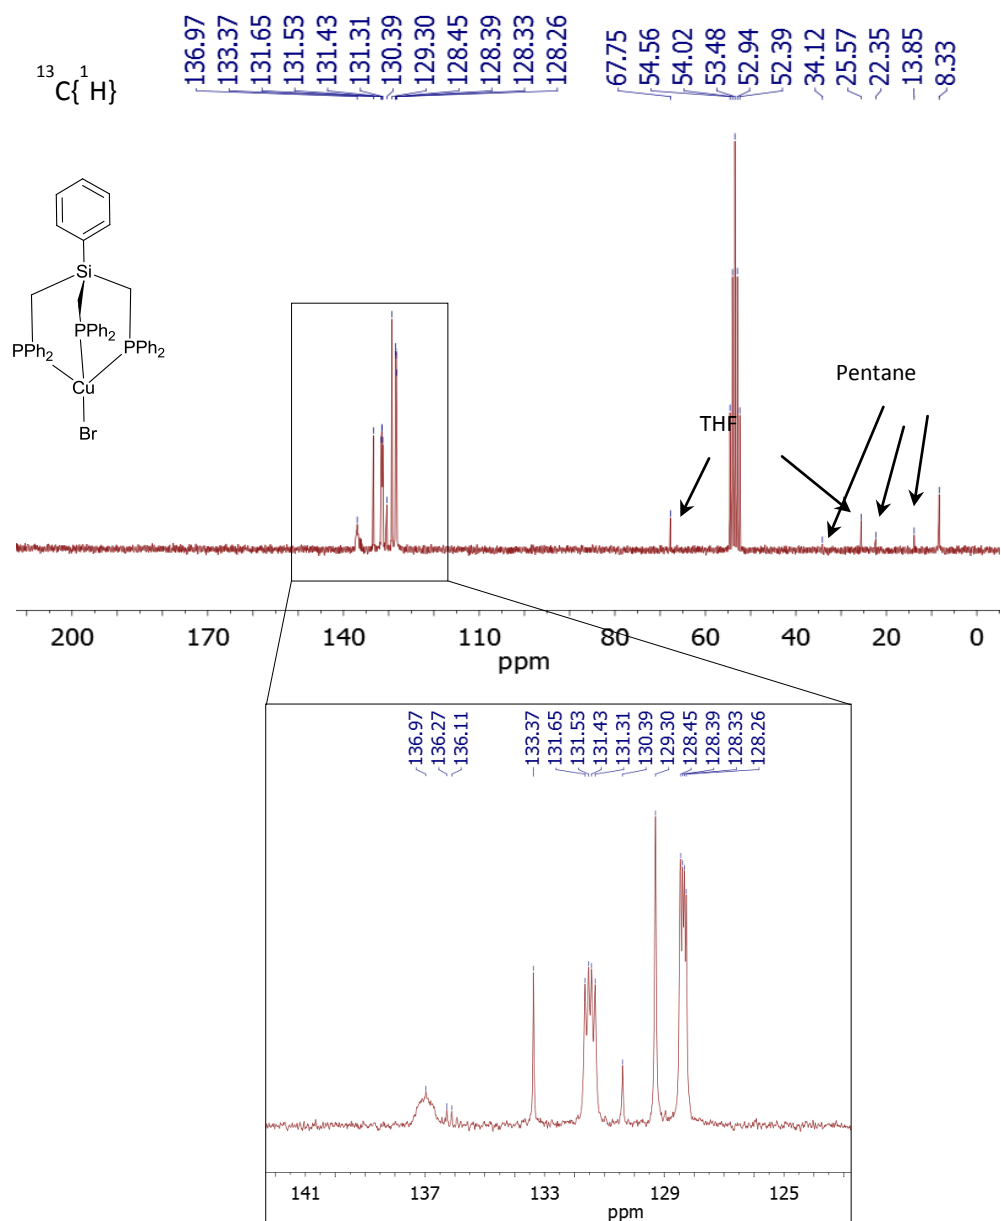 136.97
133.37
131.65
131.53
131.43
131.31
130.39
129.30
128.45
128.39
128.33
128.26
67.75
54.56
54.02
53.48
52.94
52.39
34.12
25.57
22.35
13.85
8.33
13C{1H}
Si
PPh2
PPh2
PPh2
Cu
Br
Pentane
THF
200 170 140 110 80 60 40 20 0
ppm
136.97
136.27
136.11
133.37
131.65
131.53
131.43
131.31
130.39
129.30
128.45
128.39
128.33
128.26
141 137 133 129 125
ppm